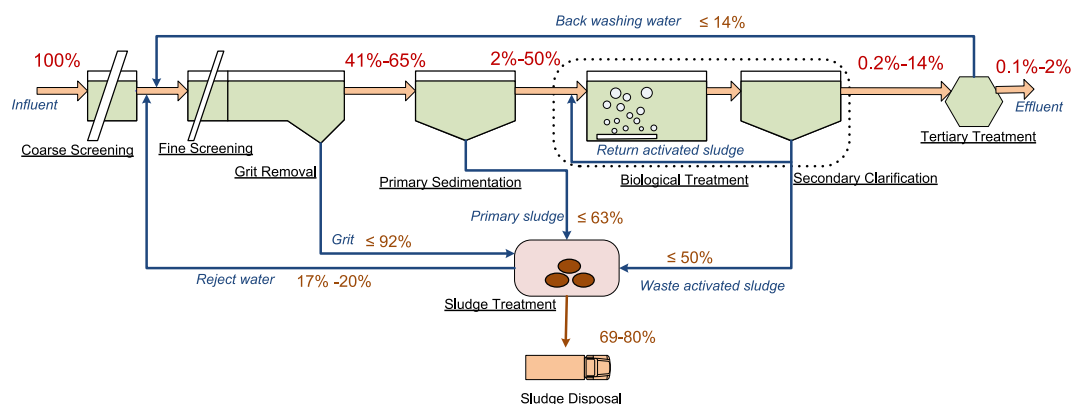 Back washing water ≤ 14%
100%
41%-65%
2%-50%
0.2%-14%
0.1%-2%
Influent
Effluent
Coarse Screening
Fine Screening
Grit Removal
Primary Sedimentation
Return activated sludge
Biological Treatment
Secondary Clarification
Tertiary Treatment
Primary sludge ≤ 63%
Grit ≤ 92%
≤ 50%
Reject water 17% -20%
Waste activated sludge
Sludge Treatment
69-80%
Sludge Disposal